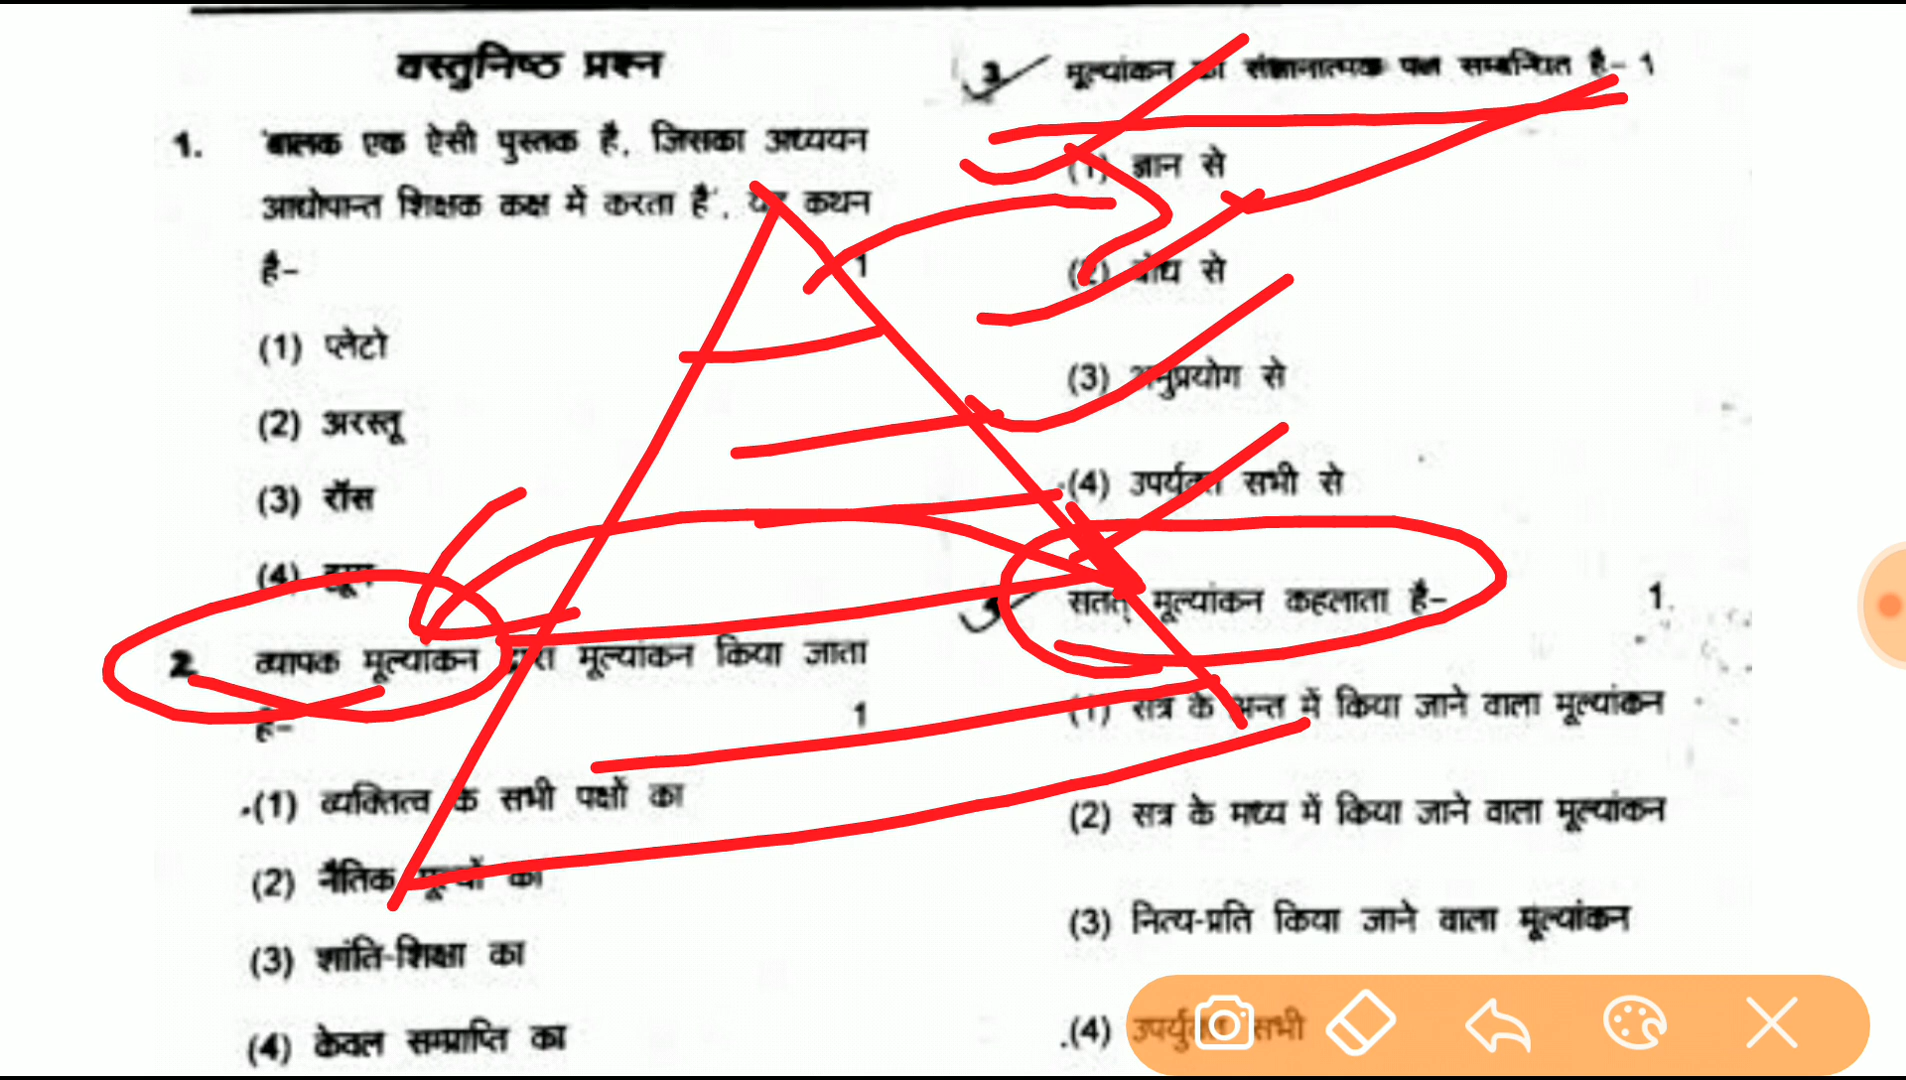 वस्तुनिष्ठ प्रश्न
1. 'बालक एक ऐसी पुस्तक है, जिसका अध्ययन
आद्योपान्त शिक्षक कक्ष में करता है', यह कथन
है- 1
(1) प्लेटो
(2) अरस्तू
(3) रॉस
(4) ह्यूम
2 व्यापक मूल्यांकन द्वारा मूल्यांकन किया जाता
है- 1
(1) व्यक्तित्व के सभी पक्षों का
(2) नैतिक मूल्यों का
(3) शांति-शिक्षा का
(4) केवल सम्प्राप्ति का
3 मूल्यांकन का संज्ञानात्मक पक्ष सम्बन्धित है- 1
(1) ज्ञान से
(2) बोध से
(3) अनुप्रयोग से
(4) उपर्युक्त सभी से
सतत् मूल्यांकन कहलाता है- 1.
(1) सत्र के अन्त में किया जाने वाला मूल्यांकन
(2) सत्र के मध्य में किया जाने वाला मूल्यांकन
(3) नित्य-प्रति किया जाने वाला मूल्यांकन
(4) उपर्युक्त सभी